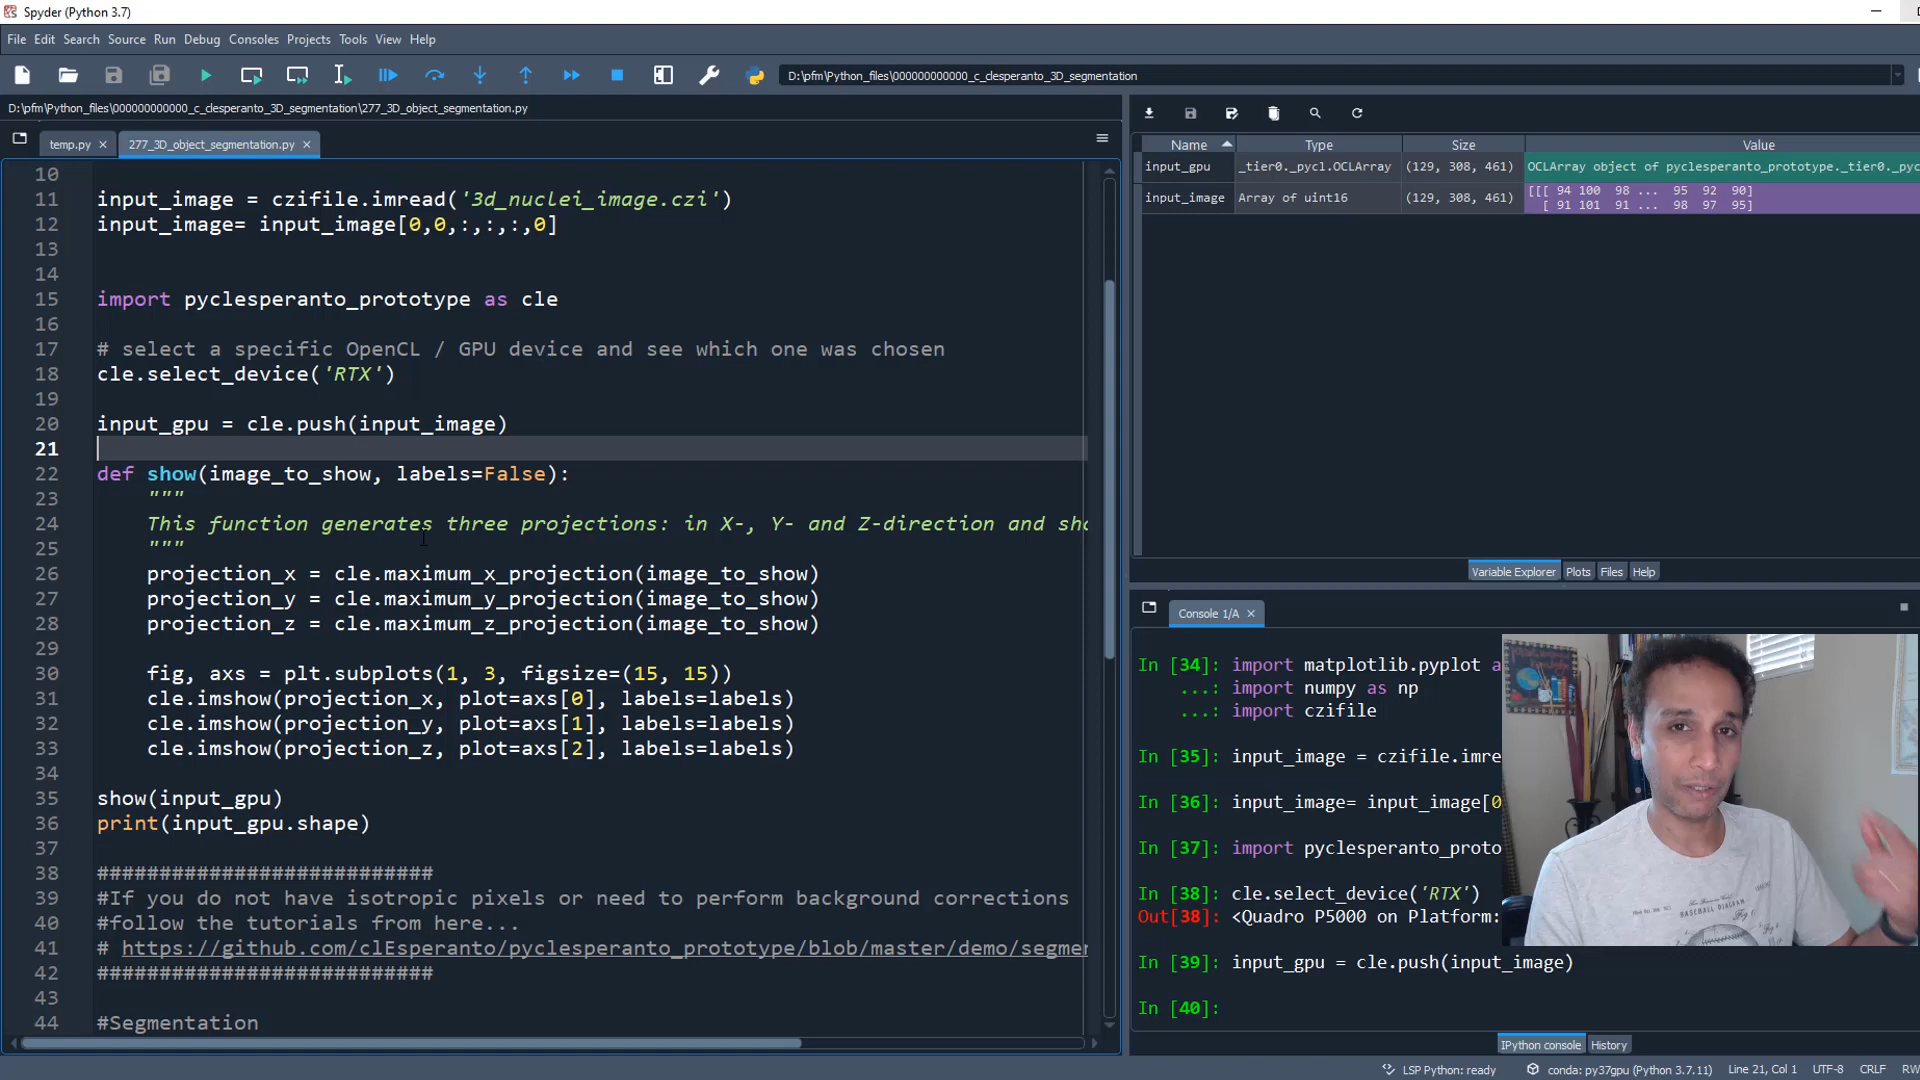 Spyder (Python 3.7)
File Edit Search Source Run Debug Consoles Projects Tools View Help
D:\pfm\Python_files\000000000000_c_clesperanto_3D_segmentation
D:\pfm\Python_files\000000000000_c_clesperanto_3D_segmentation\277_3D_object_segmentation.py
temp.py
277_3D_object_segmentation.py
10
11 input_image = czifile.imread('3d_nuclei_image.czi')
12 input_image= input_image[0,0,:,:,:,0]
13
14
15 import pyclesperanto_prototype as cle
16
17 # select a specific OpenCL / GPU device and see which one was chosen
18 cle.select_device('RTX')
19
20 input_gpu = cle.push(input_image)
21
22 def show(image_to_show, labels=False):
23 """
24 This function generates three projections: in X-, Y- and Z-direction and sho
25 """
26 projection_x = cle.maximum_x_projection(image_to_show)
27 projection_y = cle.maximum_y_projection(image_to_show)
28 projection_z = cle.maximum_z_projection(image_to_show)
29
30 fig, axs = plt.subplots(1, 3, figsize=(15, 15))
31 cle.imshow(projection_x, plot=axs[0], labels=labels)
32 cle.imshow(projection_y, plot=axs[1], labels=labels)
33 cle.imshow(projection_z, plot=axs[2], labels=labels)
34
35 show(input_gpu)
36 print(input_gpu.shape)
37
38 ###########################
39 #If you do not have isotropic pixels or need to perform background corrections
40 #follow the tutorials from here...
41 # https://github.com/clEsperanto/pyclesperanto_prototype/blob/master/demo/segmen
42 ###########################
43
44 #Segmentation
Name Type Size Value
input_gpu _tier0._pycl.OCLArray (129, 308, 461) OCLArray object of pyclesperanto_prototype._tier0._pyc
input_image Array of uint16 (129, 308, 461) [[[ 94 100 98 ... 95 92 90]
[ 91 101 91 ... 98 97 95]
Variable Explorer Plots Files Help
Console 1/A
In [34]: import matplotlib.pyplot a
...: import numpy as np
...: import czifile
In [35]: input_image = czifile.imre
In [36]: input_image= input_image[0
In [37]: import pyclesperanto_proto
In [38]: cle.select_device('RTX')
Out[38]: <Quadro P5000 on Platform:
In [39]: input_gpu = cle.push(input_image)
In [40]:
IPython console History
LSP Python: ready conda: py37gpu (Python 3.7.11) Line 21, Col 1 UTF-8 CRLF RW